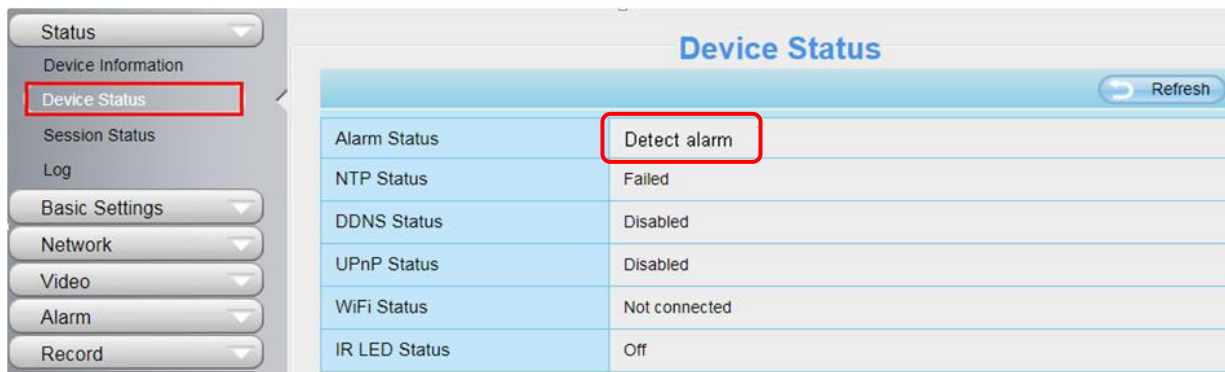 Status
Device Information
Device Status
Session Status
Log
Basic Settings
Network
Video
Alarm
Record
Device Status
Refresh
Alarm Status Detect alarm
NTP Status Failed
DDNS Status Disabled
UPnP Status Disabled
WiFi Status Not connected
IR LED Status Off